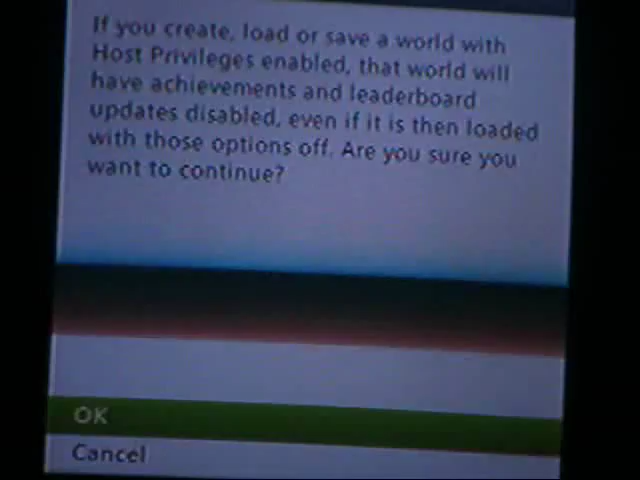 If you create, load or save a world with
Host Privileges enabled, that world will
have achievements and leaderboard
updates disabled, even if it is then loaded
with those options off. Are you sure you
want to continue?
OK
Cancel